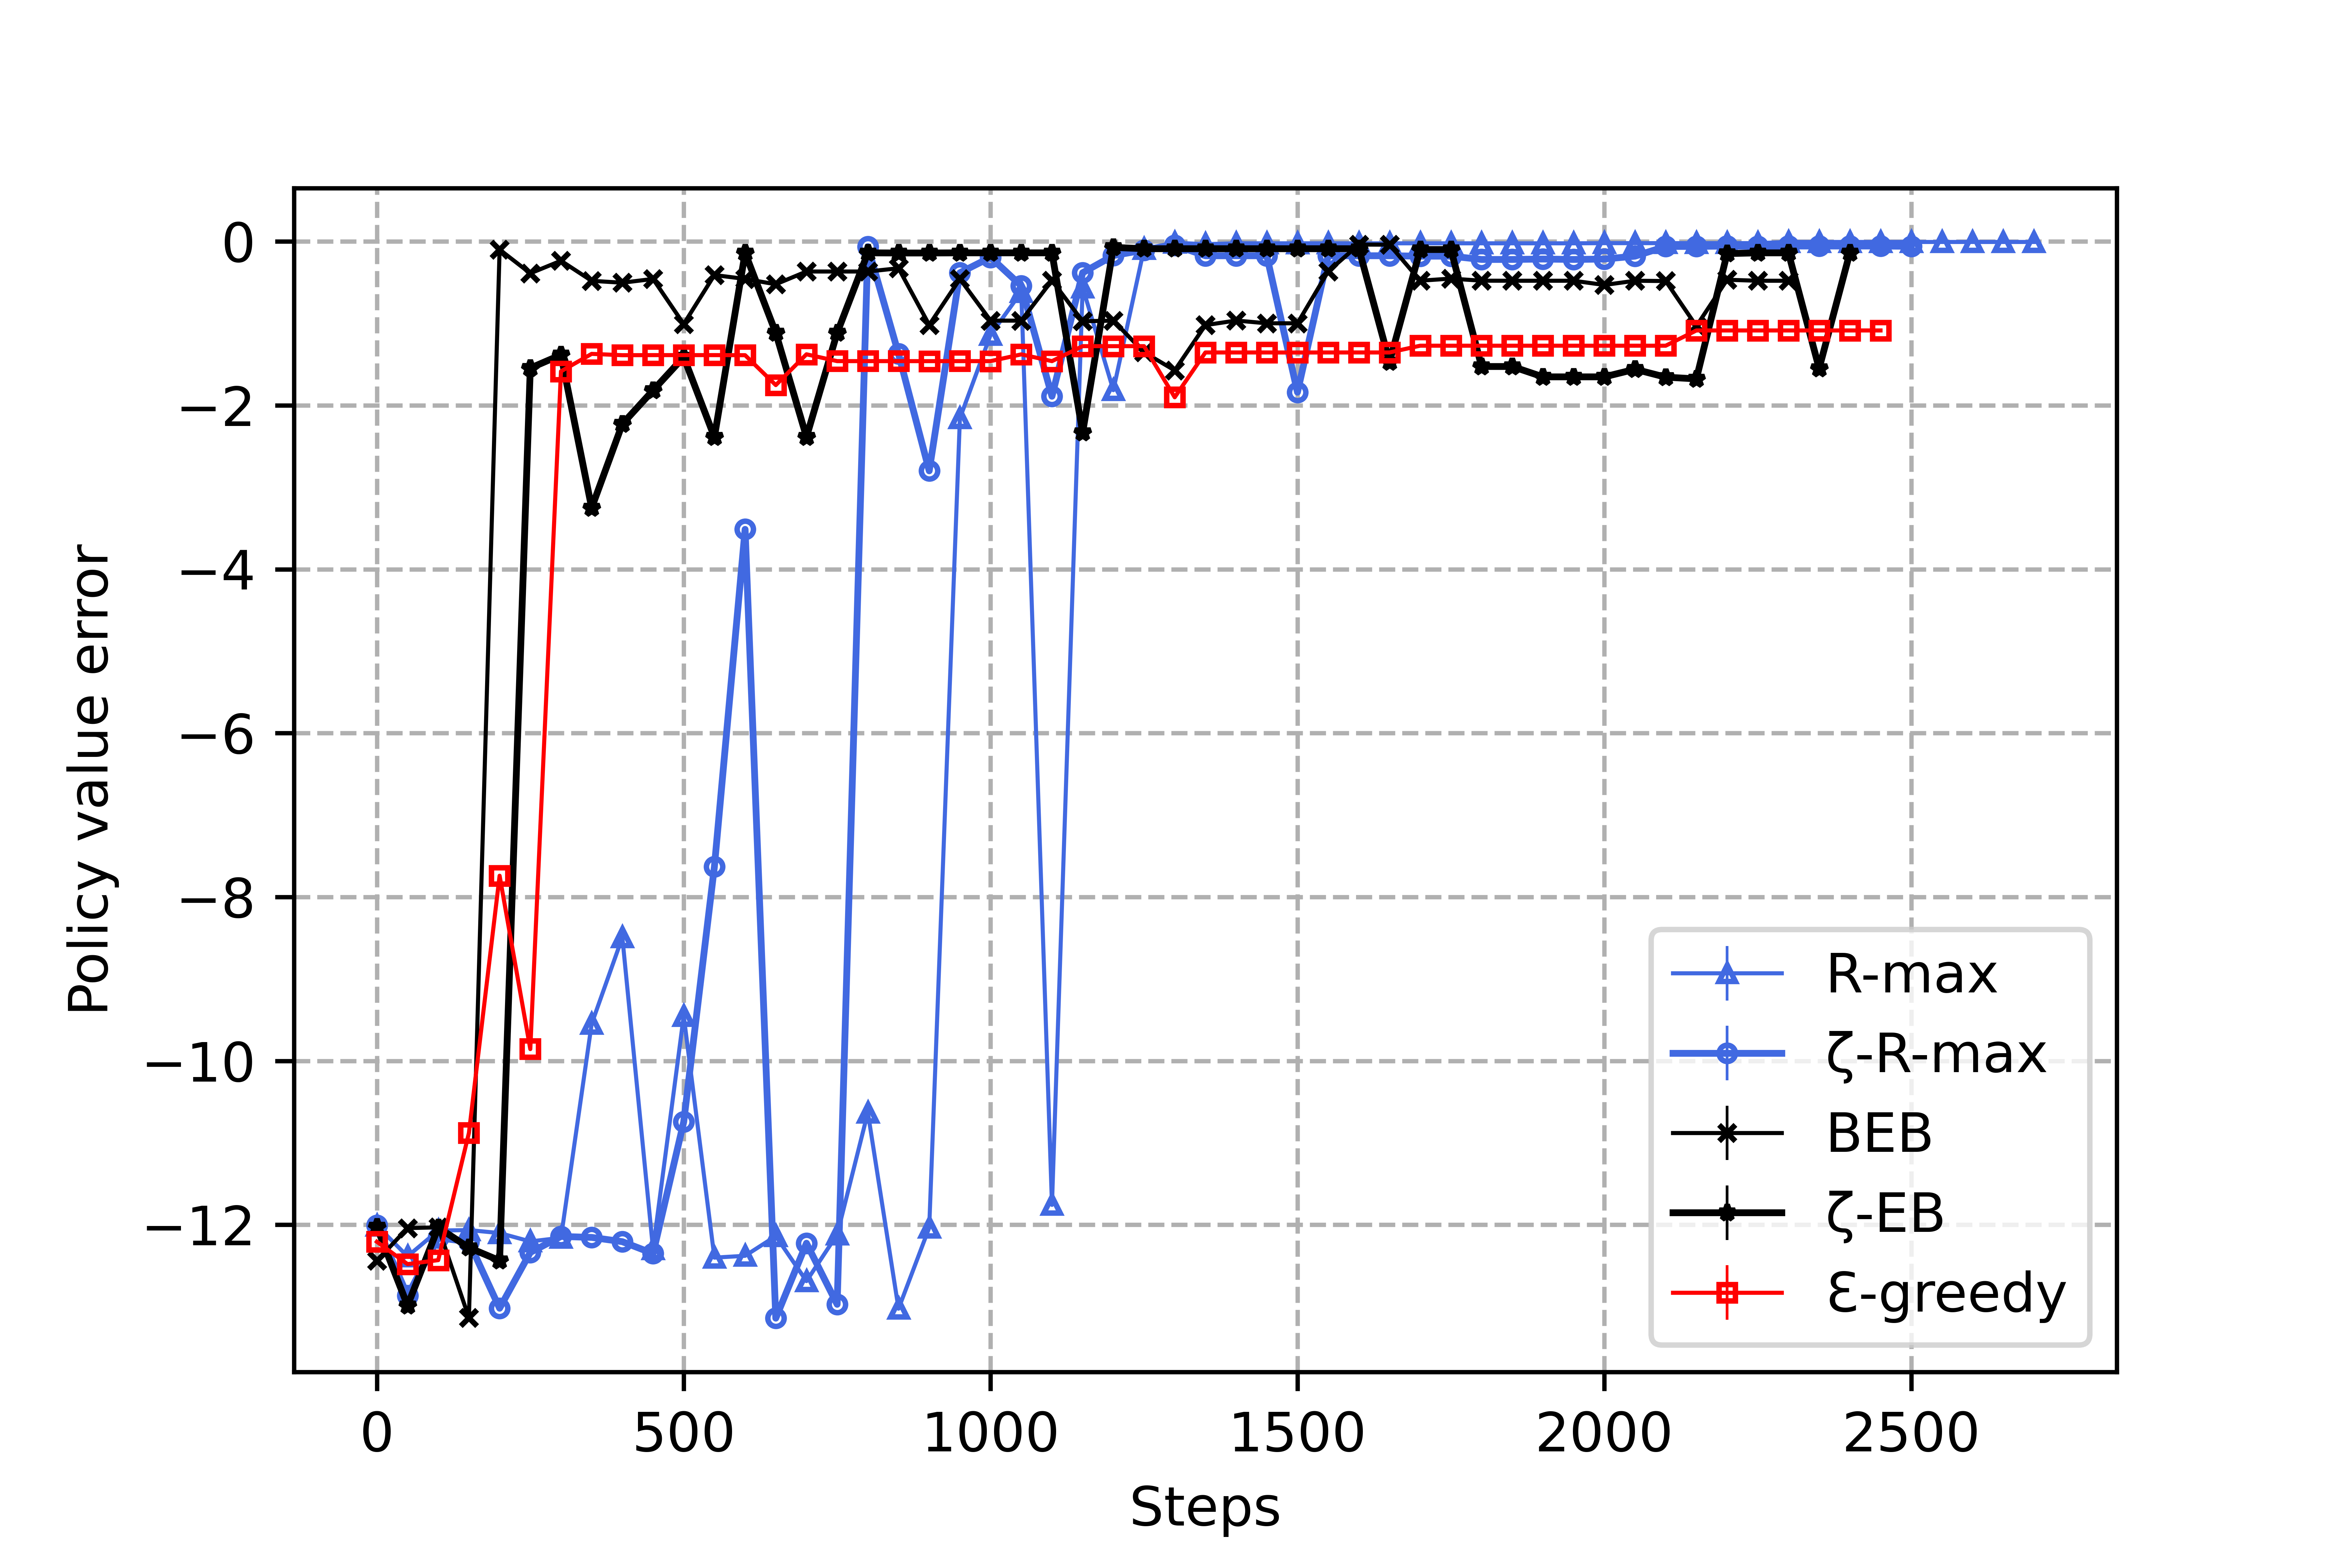 0
−2
−4
−6
−8
−10
−12
Policy value error
0 500 1000 1500 2000 2500
Steps
R-max
ζ-R-max
BEB
ζ-EB
ℇ-greedy